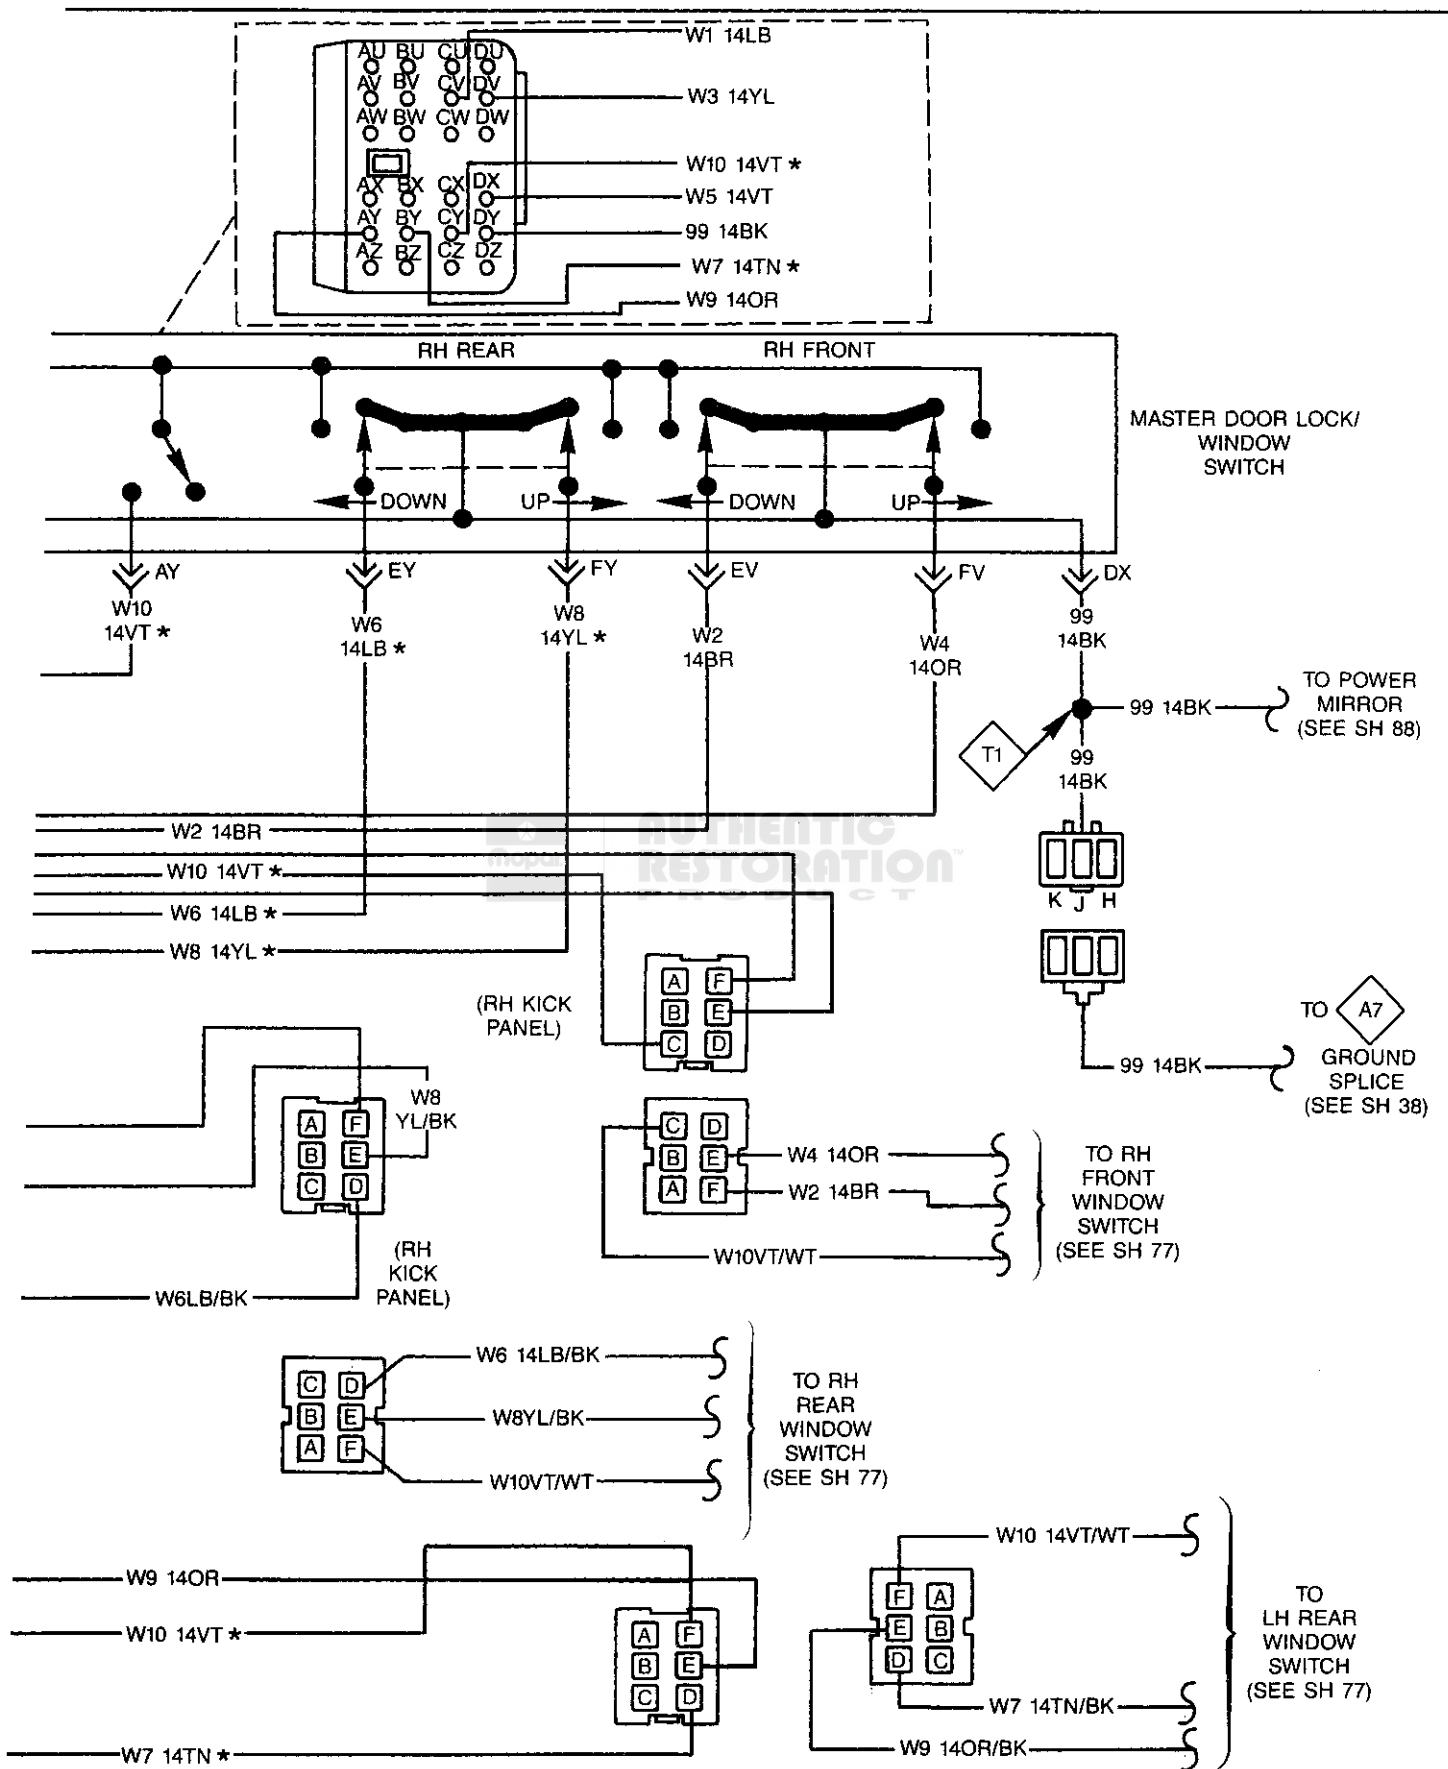 W1 14LB
AU BU CU DU
AV BV CV DV
W3 14YL
AW BW CW DW
W10 14VT *
AX BX CX DX
W5 14VT
AY BY CY DY
99 14BK
AZ BZ CZ DZ
W7 14TN *
W9 14OR
RH REAR
RH FRONT
MASTER DOOR LOCK/
WINDOW
SWITCH
DOWN
UP
DOWN
UP
AY
EY
FY
EV
FV
DX
W10
14VT *
W6
14LB *
W8
14YL *
W2
14BR
W4
14OR
99
14BK
99 14BK
TO POWER
MIRROR
(SEE SH 88)
T1
99
14BK
W2 14BR
W10 14VT *
W6 14LB *
W8 14YL *
Mopar
AUTHENTIC
RESTORATION™
PRODUCT
K J H
(RH KICK
PANEL)
A F
B E
C D
TO A7
GROUND
SPLICE
(SEE SH 38)
99 14BK
W8
YL/BK
A F
B E
C D
C D
B E
A F
W4 14OR
W2 14BR
W10VT/WT
TO RH
FRONT
WINDOW
SWITCH
(SEE SH 77)
(RH
KICK
PANEL)
W6LB/BK
C D
B E
A F
W6 14LB/BK
W8YL/BK
W10VT/WT
TO RH
REAR
WINDOW
SWITCH
(SEE SH 77)
W9 14OR
W10 14VT *
W7 14TN *
A F
B E
C D
W10 14VT/WT
F A
E B
D C
W7 14TN/BK
W9 14OR/BK
TO
LH REAR
WINDOW
SWITCH
(SEE SH 77)